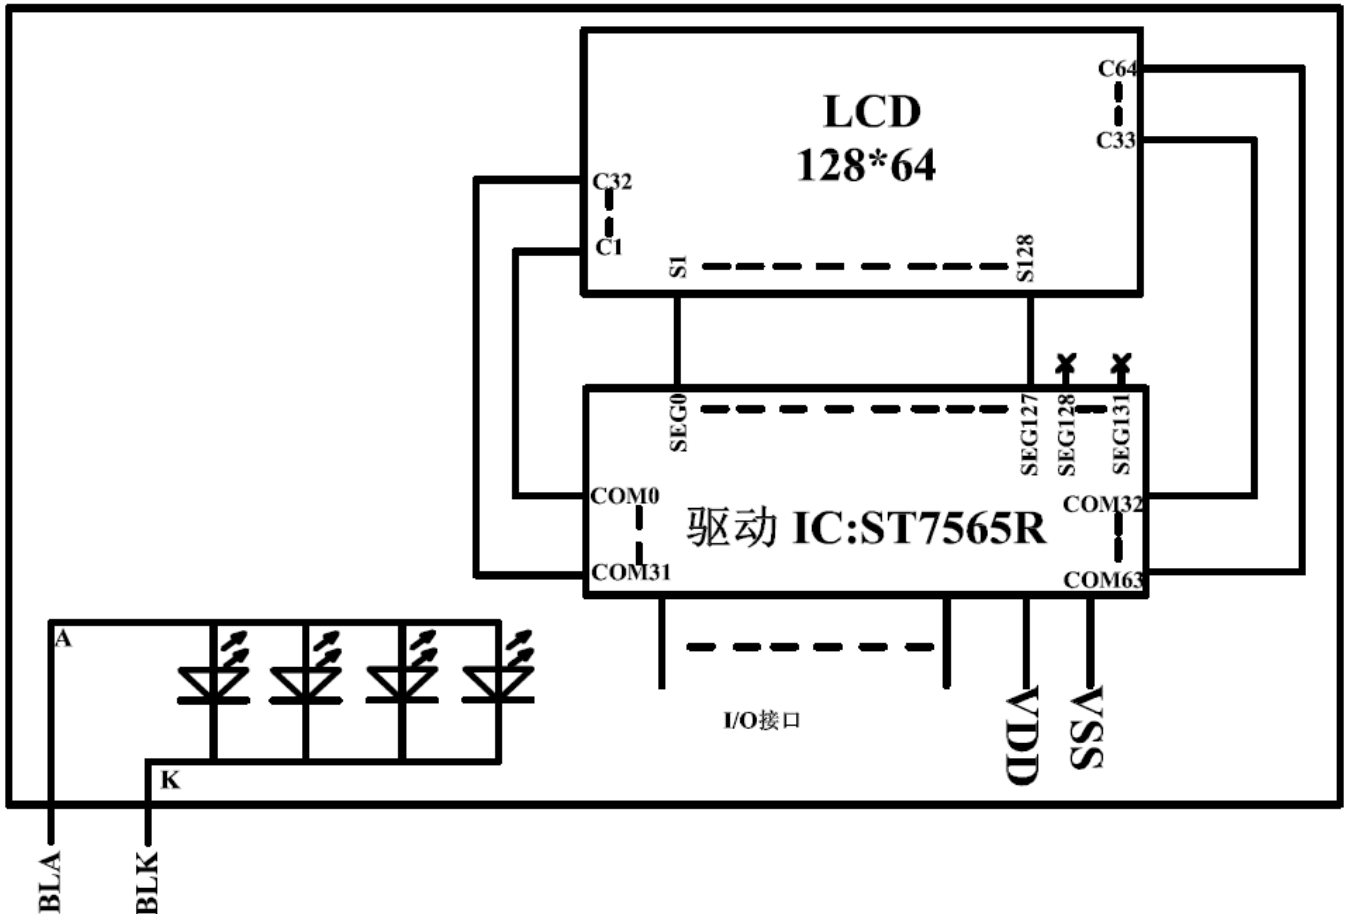 LCD
128*64
C64
C33
C32
C1
S1
S128
SEG0
SEG127
SEG128
SEG131
COM0
COM31
驱动 IC:ST7565R
COM32
COM63
A
K
I/O接口
VDD
VSS
BLA
BLK